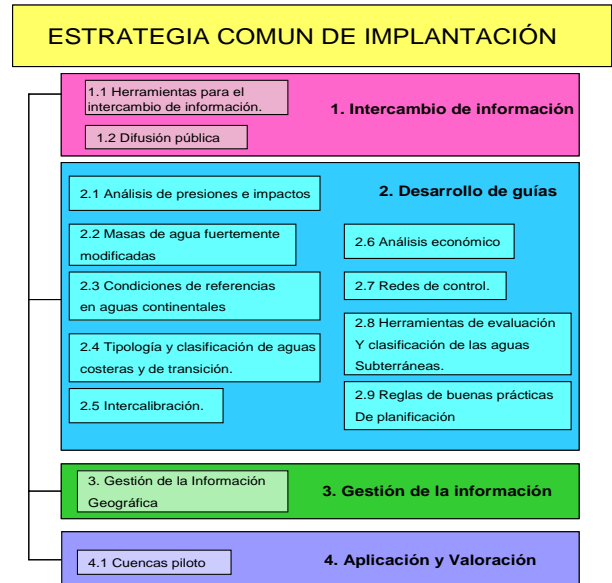 ESTRATEGIA COMUN DE IMPLANTACIÓN
1.1 Herramientas para el
intercambio de información.
1. Intercambio de información
1.2 Difusión pública
2.1 Análisis de presiones e impactos
2. Desarrollo de guías
2.2 Masas de agua fuertemente
modificadas
2.3 Condiciones de referencias
en aguas continentales
2.4 Tipología y clasificación de aguas
costeras y de transición.
2.5 Intercalibración.
2.6 Análisis económico
2.7 Redes de control.
2.8 Herramientas de evaluación
Y clasificación de las aguas
Subterráneas.
2.9 Reglas de buenas prácticas
De planificación
3. Gestión de la Información
Geográfica
3. Gestión de la información
4.1 Cuencas piloto
4. Aplicación y Valoración